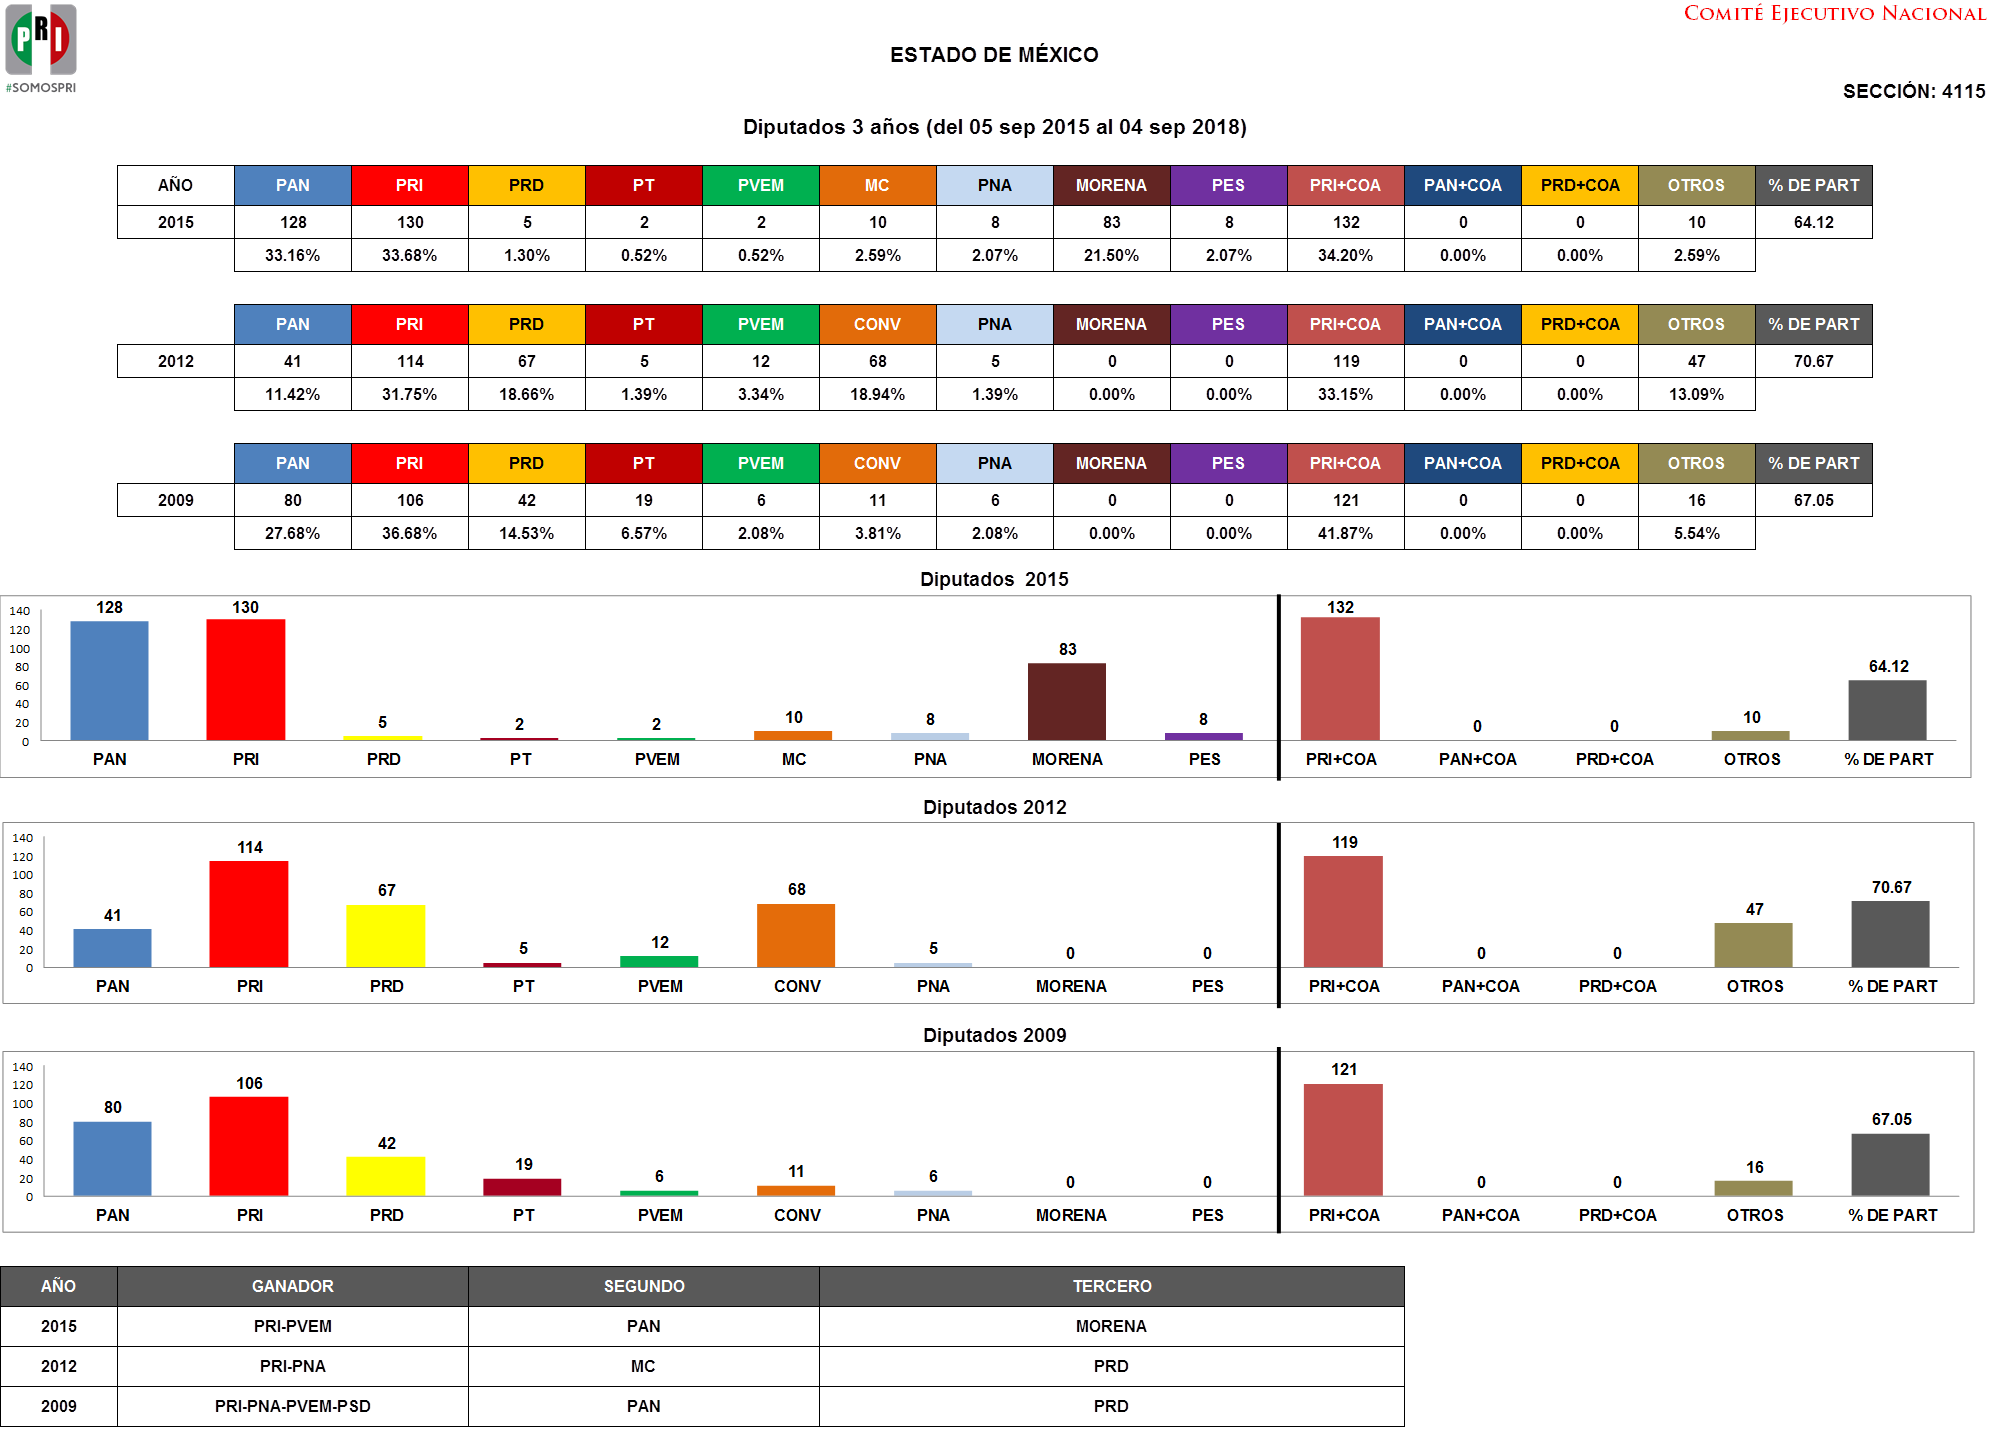 PRI
#SOMOSPRI
COMITÉ EJECUTIVO NACIONAL
ESTADO DE MÉXICO
SECCIÓN: 4115
Diputados 3 años (del 05 sep 2015 al 04 sep 2018)
AÑO PAN PRI PRD PT PVEM MC PNA MORENA PES PRI+COA PAN+COA PRD+COA OTROS % DE PART
2015 128 130 5 2 2 10 8 83 8 132 0 0 10 64.12
33.16% 33.68% 1.30% 0.52% 0.52% 2.59% 2.07% 21.50% 2.07% 34.20% 0.00% 0.00% 2.59%
PAN PRI PRD PT PVEM CONV PNA MORENA PES PRI+COA PAN+COA PRD+COA OTROS % DE PART
2012 41 114 67 5 12 68 5 0 0 119 0 0 47 70.67
11.42% 31.75% 18.66% 1.39% 3.34% 18.94% 1.39% 0.00% 0.00% 33.15% 0.00% 0.00% 13.09%
PAN PRI PRD PT PVEM CONV PNA MORENA PES PRI+COA PAN+COA PRD+COA OTROS % DE PART
2009 80 106 42 19 6 11 6 0 0 121 0 0 16 67.05
27.68% 36.68% 14.53% 6.57% 2.08% 3.81% 2.08% 0.00% 0.00% 41.87% 0.00% 0.00% 5.54%
Diputados 2015
140
120
100
80
60
40
20
0
128 130 5 2 2 10 8 83 8 132 0 0 10 64.12
PAN PRI PRD PT PVEM MC PNA MORENA PES PRI+COA PAN+COA PRD+COA OTROS % DE PART
Diputados 2012
140
120
100
80
60
40
20
0
41 114 67 5 12 68 5 0 0 119 0 0 47 70.67
PAN PRI PRD PT PVEM CONV PNA MORENA PES PRI+COA PAN+COA PRD+COA OTROS % DE PART
Diputados 2009
140
120
100
80
60
40
20
0
80 106 42 19 6 11 6 0 0 121 0 0 16 67.05
PAN PRI PRD PT PVEM CONV PNA MORENA PES PRI+COA PAN+COA PRD+COA OTROS % DE PART
AÑO GANADOR SEGUNDO TERCERO
2015 PRI-PVEM PAN MORENA
2012 PRI-PNA MC PRD
2009 PRI-PNA-PVEM-PSD PAN PRD